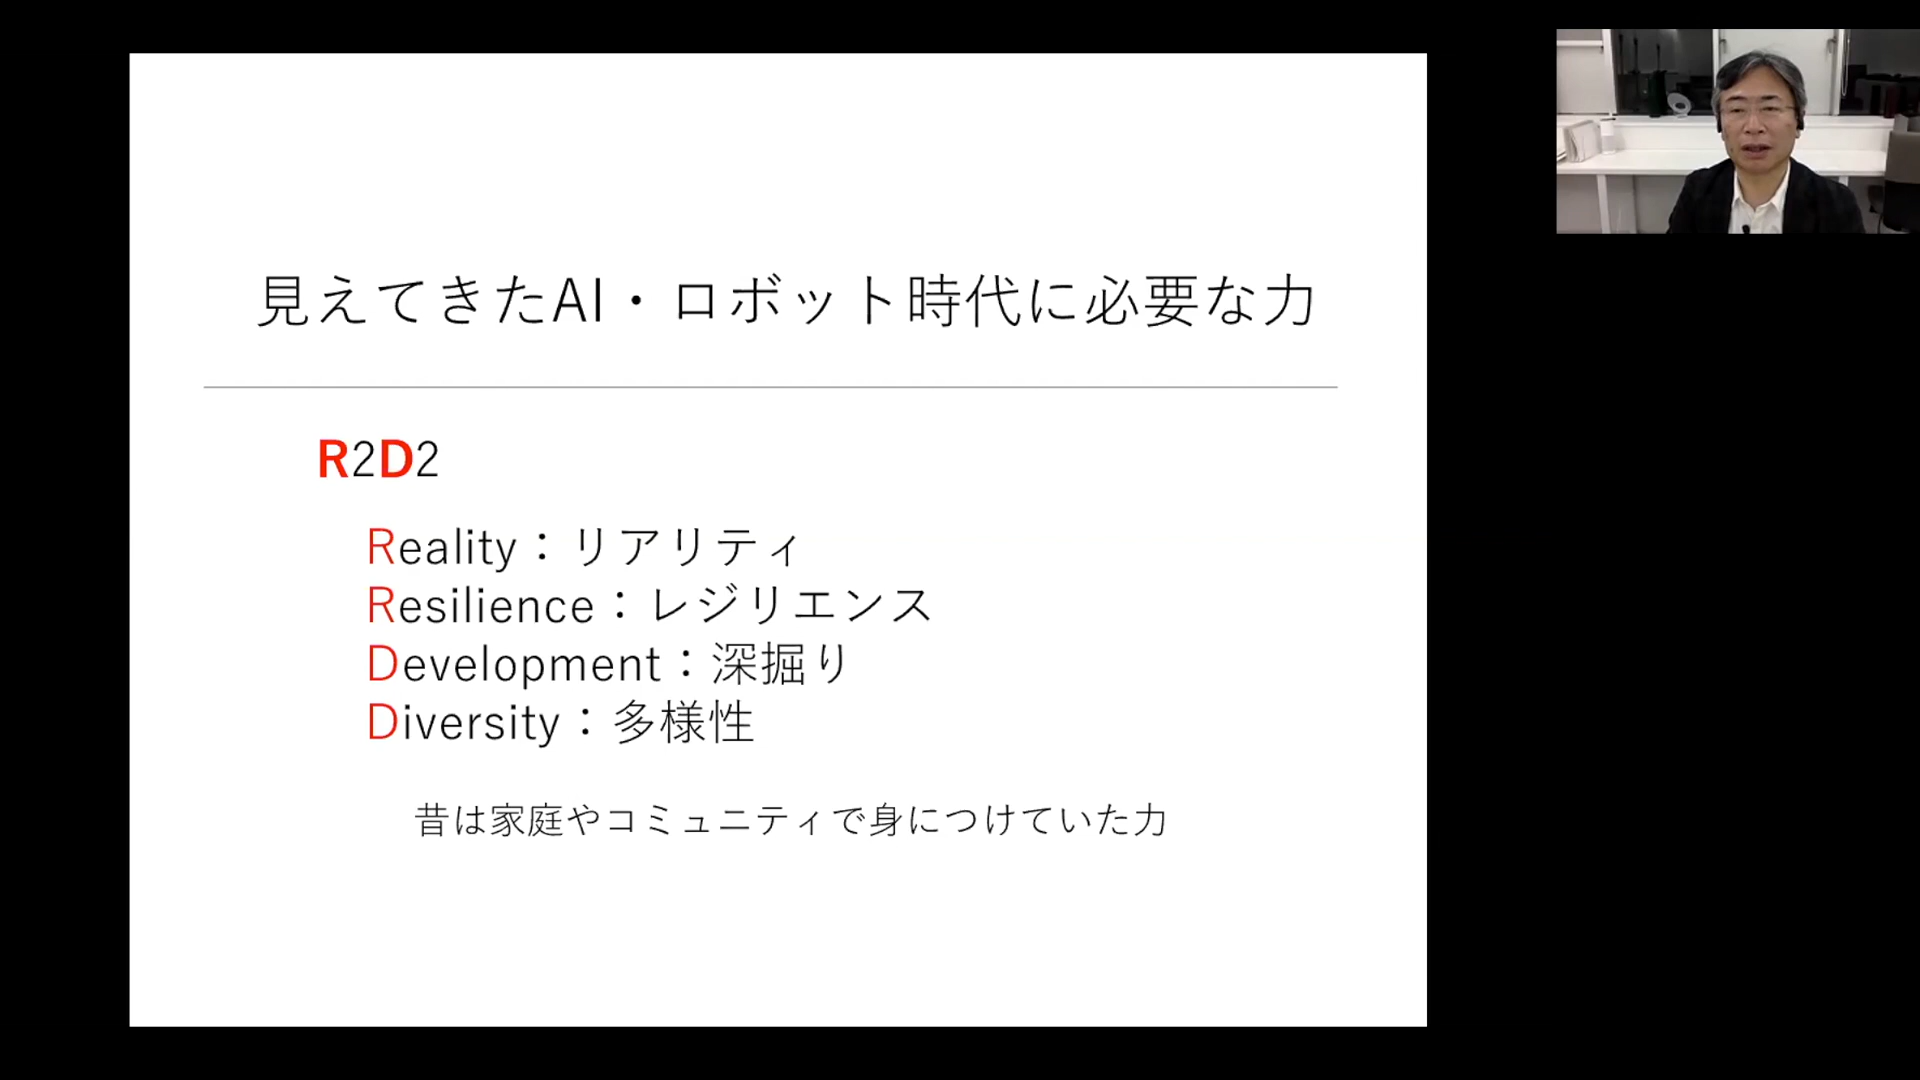 見えてきたAI・ロボット時代に必要な力
R2D2
Reality：リアリティ
Resilience：レジリエンス
Development：深掘り
Diversity：多様性
昔は家庭やコミュニティで身につけていた力